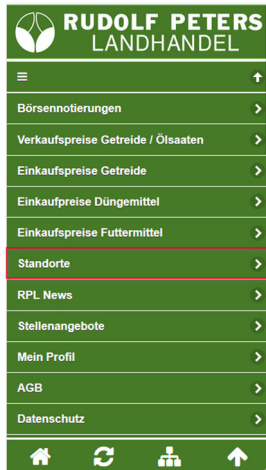 RUDOLF PETERS
LANDHANDEL
Börsennotierungen
Verkaufspreise Getreide / Ölsaaten
Einkaufspreise Getreide
Einkaufpreise Düngemittel
Einkaufspreise Futtermittel
Standorte
RPL News
Stellenangebote
Mein Profil
AGB
Datenschutz